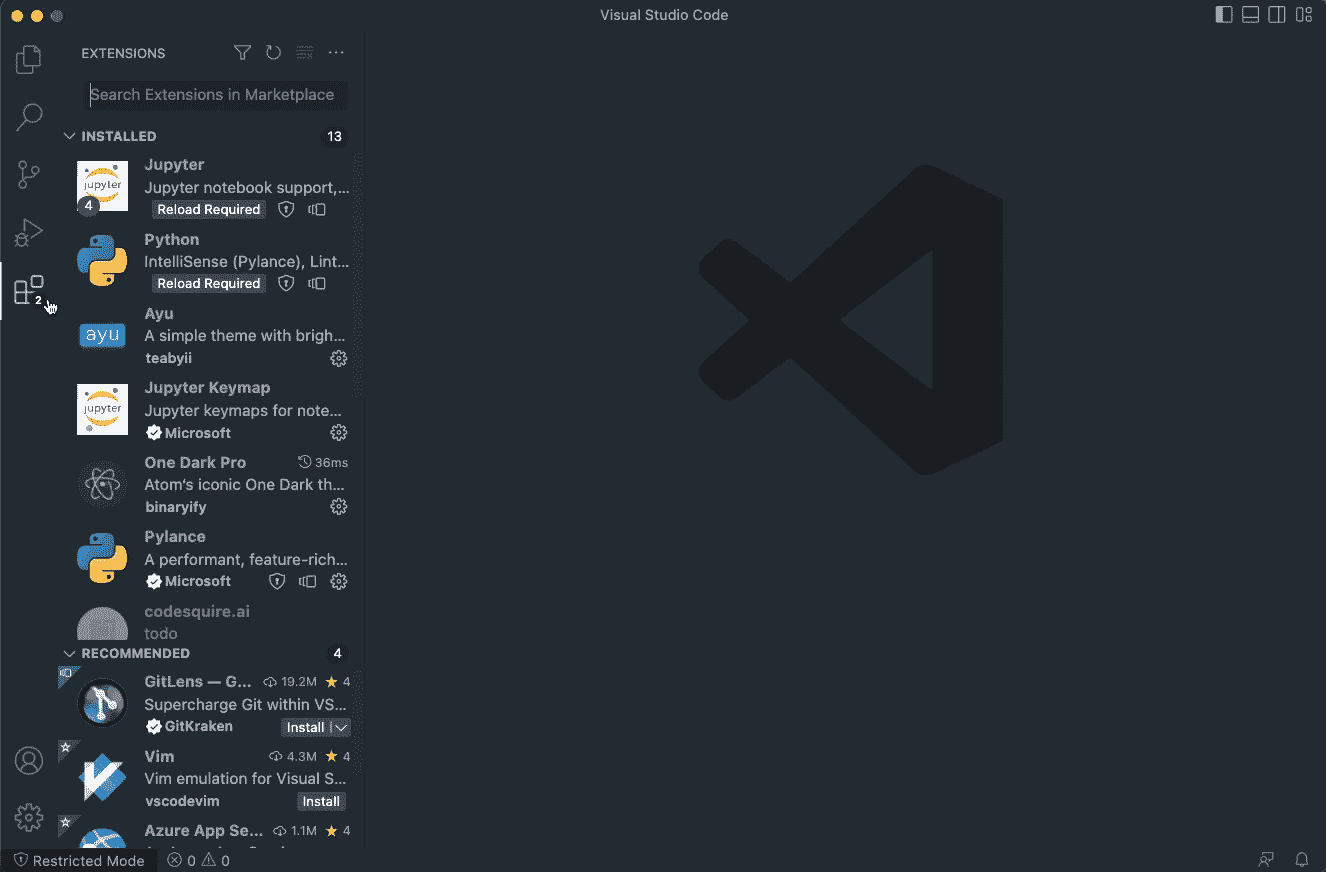 Visual Studio Code
EXTENSIONS
Search Extensions in Marketplace
INSTALLED 13
Jupyter
jupyter
Jupyter notebook support,...
4
Reload Required
Python
IntelliSense (Pylance), Lint...
Reload Required
2
Ayu
ayu
A simple theme with brigh...
teabyii
Jupyter Keymap
jupyter
Jupyter keymaps for note...
Microsoft
One Dark Pro 36ms
Atom's iconic One Dark th...
binaryify
Pylance
A performant, feature-rich...
Microsoft
codesquire.ai
todo
RECOMMENDED 4
GitLens — G... 19.2M ★ 4
Supercharge Git within VS...
GitKraken Install
Vim 4.3M ★ 4
Vim emulation for Visual S...
vscodevim Install
Azure App Se... 1.1M ★ 4
Restricted Mode 0 0